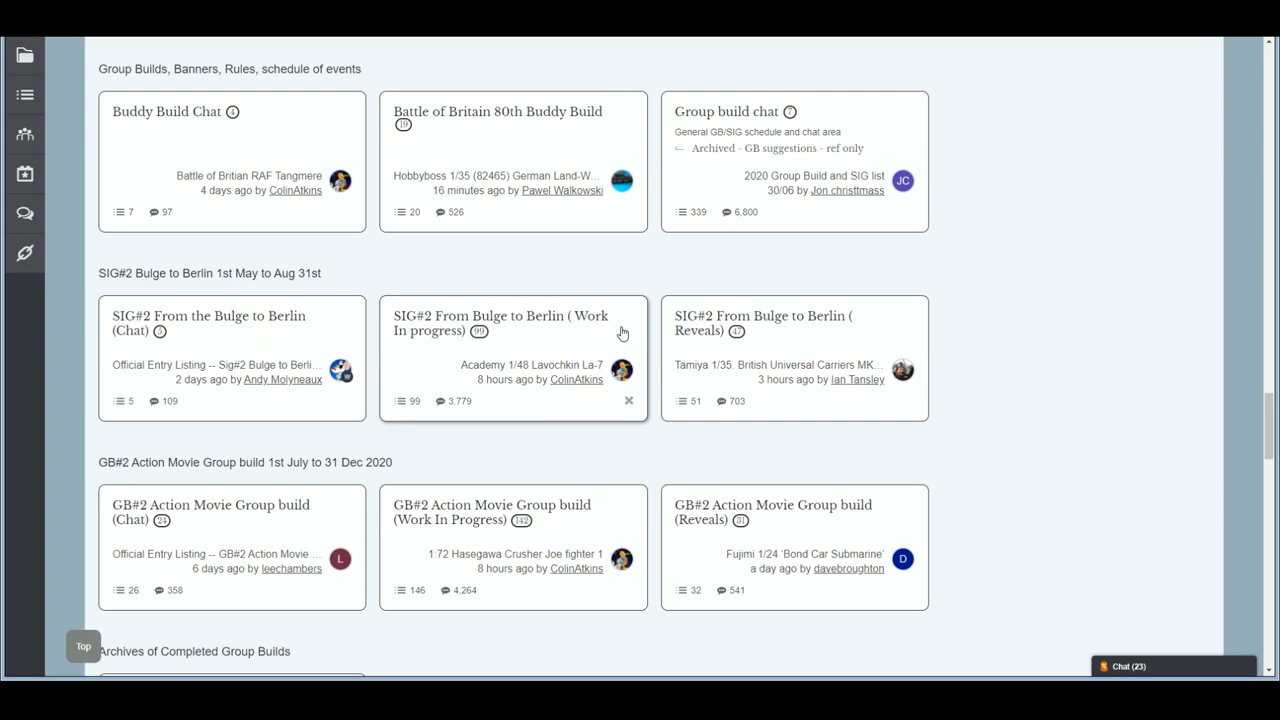 Group Builds, Banners, Rules, schedule of events
Buddy Build Chat 4
Battle of Britian RAF Tangmere
4 days ago by ColinAtkins
7 97
Battle of Britain 80th Buddy Build
19
Hobbyboss 1/35 (82465) German Land-W...
16 minutes ago by Pawel Walkowski
20 526
Group build chat 7
General GB/SIG schedule and chat area
Archived - GB suggestions - ref only
2020 Group Build and SIG list
30/06 by Jon christtmass
JC
339 6,800
SIG#2 Bulge to Berlin 1st May to Aug 31st
SIG#2 From the Bulge to Berlin
(Chat) 5
Official Entry Listing -- Sig#2 Bulge to Berli...
2 days ago by Andy Molyneaux
5 109
SIG#2 From Bulge to Berlin ( Work
In progress) 99
Academy 1/48 Lavochkin La-7
8 hours ago by ColinAtkins
99 3,779
SIG#2 From Bulge to Berlin (
Reveals) 47
Tamiya 1/35. British Universal Carriers MK...
3 hours ago by Ian Tansley
51 703
GB#2 Action Movie Group build 1st July to 31 Dec 2020
GB#2 Action Movie Group build
(Chat) 24
Official Entry Listing -- GB#2 Action Movie ...
6 days ago by leechambers
L
26 358
GB#2 Action Movie Group build
(Work In Progress) 142
1:72 Hasegawa Crusher Joe fighter 1
8 hours ago by ColinAtkins
146 4,264
GB#2 Action Movie Group build
(Reveals) 31
Fujimi 1/24 'Bond Car Submarine'
a day ago by davebroughton
D
32 541
Top
Archives of Completed Group Builds
Chat (23)